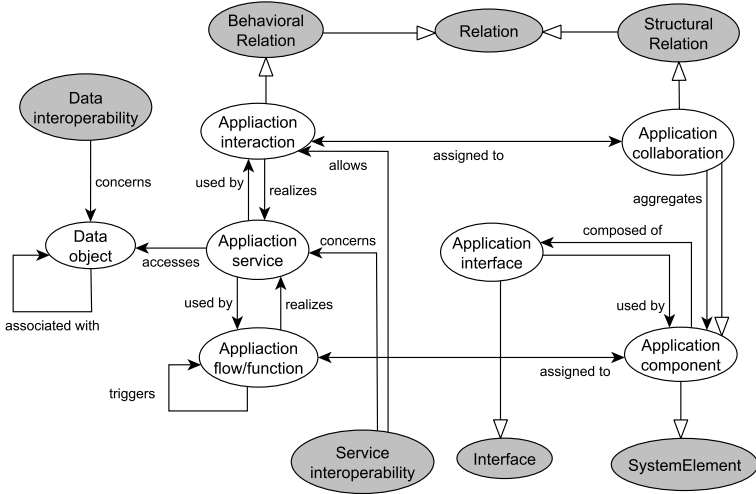 Behavioral
Relation
Relation
Structural
Relation
Data
interoperability
Appliaction
interaction
Application
collaboration
allows
assigned to
concerns
used by
realizes
aggregates
Data
object
accesses
Appliaction
service
concerns
Application
interface
composed of
associated with
used by
realizes
used by
Appliaction
flow/function
Application
component
assigned to
triggers
Service
interoperability
Interface
SystemElement